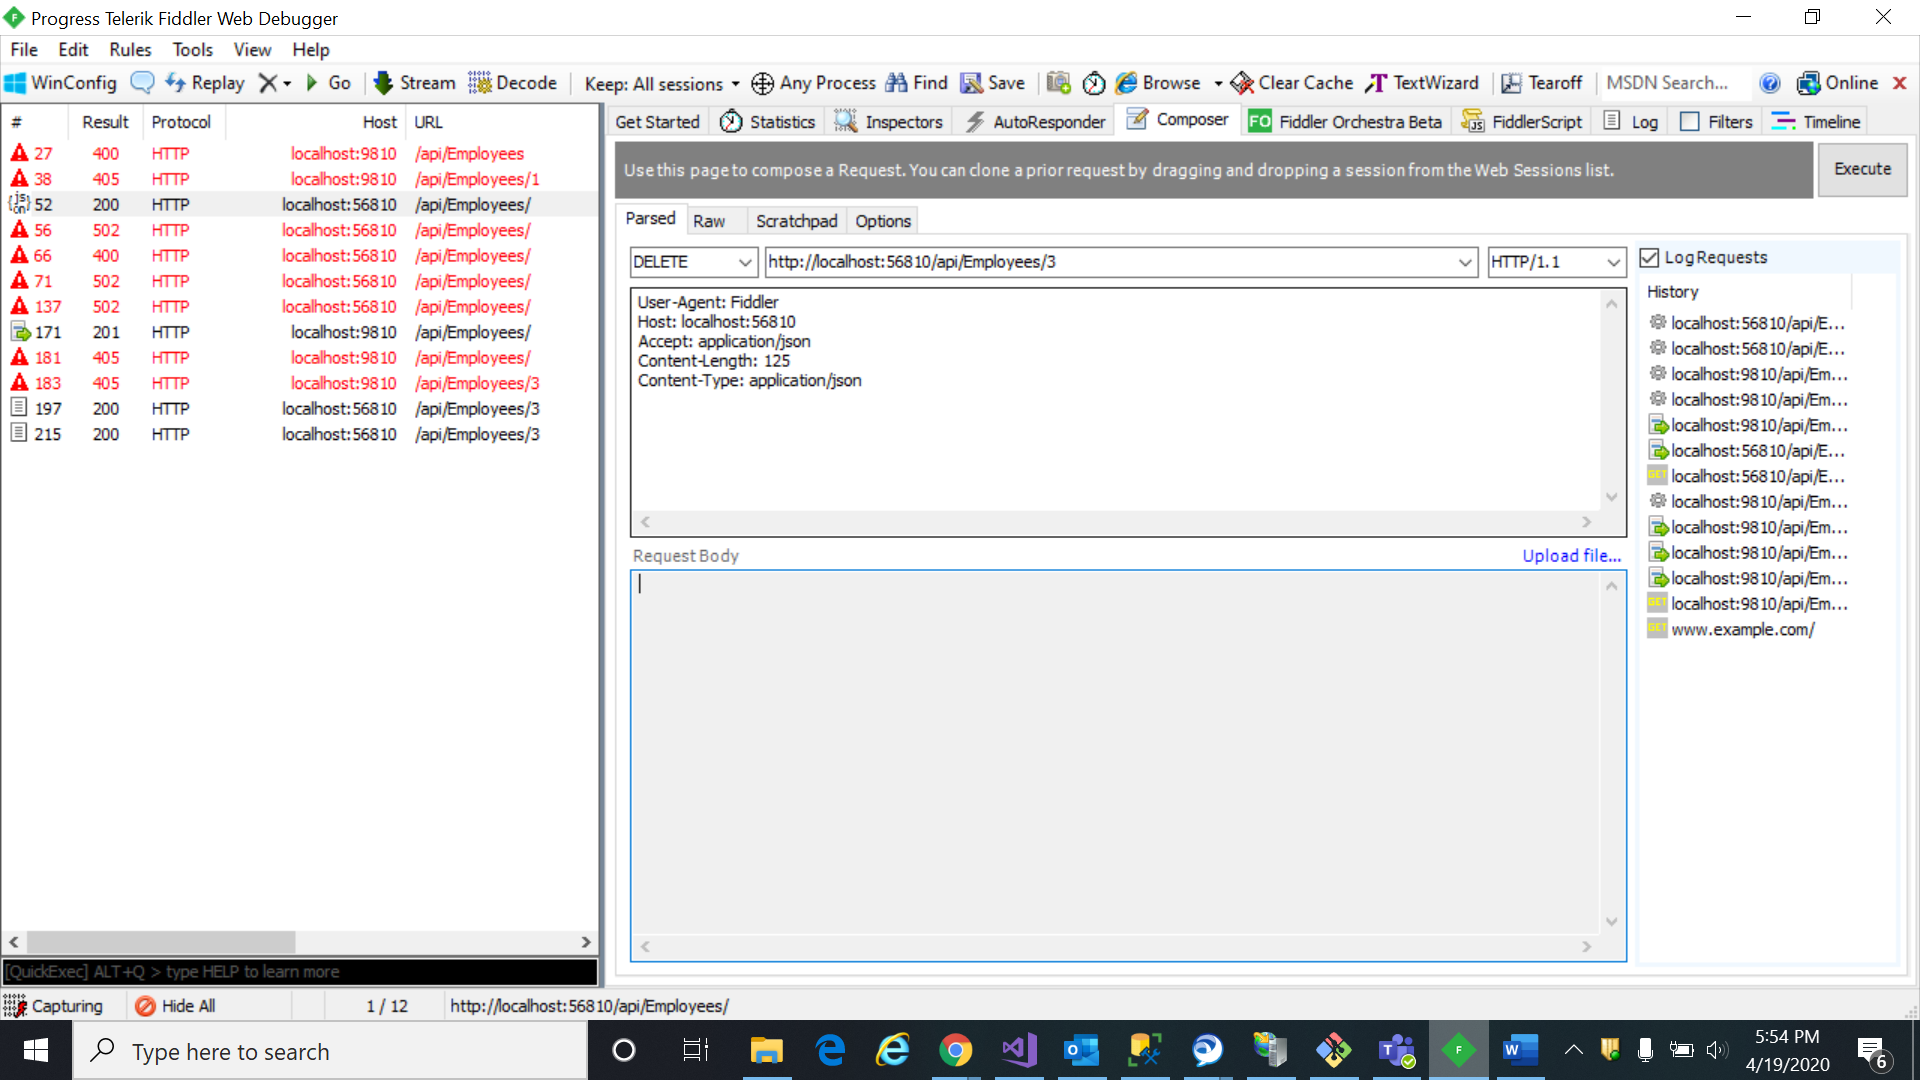 Progress Telerik Fiddler Web Debugger
File Edit Rules Tools View Help
WinConfig Replay Go Stream Decode Keep: All sessions Any Process Find Save Browse Clear Cache TextWizard Tearoff MSDN Search... Online
# Result Protocol Host URL
27 400 HTTP localhost:9810 /api/Employees
38 405 HTTP localhost:9810 /api/Employees/1
52 200 HTTP localhost:56810 /api/Employees/
56 502 HTTP localhost:56810 /api/Employees/
66 400 HTTP localhost:56810 /api/Employees/
71 502 HTTP localhost:56810 /api/Employees/
137 502 HTTP localhost:56810 /api/Employees/
171 201 HTTP localhost:9810 /api/Employees/
181 405 HTTP localhost:9810 /api/Employees/
183 405 HTTP localhost:9810 /api/Employees/3
197 200 HTTP localhost:56810 /api/Employees/3
215 200 HTTP localhost:56810 /api/Employees/3
[QuickExec] ALT+Q > type HELP to learn more
Get Started Statistics Inspectors AutoResponder Composer FO Fiddler Orchestra Beta FiddlerScript Log Filters Timeline
Use this page to compose a Request. You can clone a prior request by dragging and dropping a session from the Web Sessions list.
Execute
Parsed Raw Scratchpad Options
DELETE http://localhost:56810/api/Employees/3 HTTP/1.1
User-Agent: Fiddler
Host: localhost:56810
Accept: application/json
Content-Length: 125
Content-Type: application/json
Request Body Upload file...
Log Requests
History
localhost:56810/api/E...
localhost:56810/api/E...
localhost:9810/api/Em...
localhost:9810/api/Em...
localhost:9810/api/Em...
localhost:56810/api/E...
GET localhost:56810/api/E...
localhost:9810/api/Em...
localhost:9810/api/Em...
localhost:9810/api/Em...
localhost:9810/api/Em...
GET localhost:9810/api/Em...
GET www.example.com/
Capturing Hide All 1 / 12 http://localhost:56810/api/Employees/
Type here to search
5:54 PM
4/19/2020
6